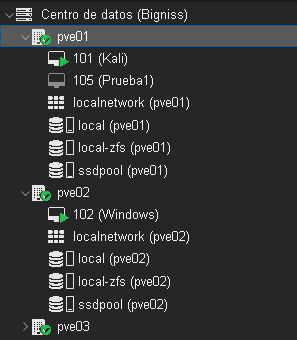 Centro de datos (Bigniss)
pve01
101 (Kali)
105 (Prueba1)
localnetwork (pve01)
local (pve01)
local-zfs (pve01)
ssdpool (pve01)
pve02
102 (Windows)
localnetwork (pve02)
local (pve02)
local-zfs (pve02)
ssdpool (pve02)
pve03